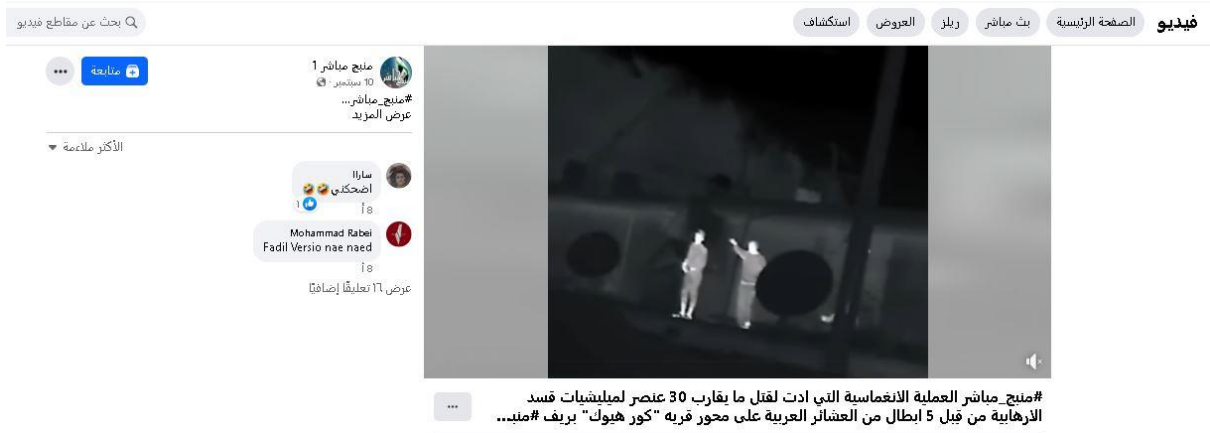 فيديو
الصفحة الرئيسية
بث مباشر
ريلز
العروض
استكشاف
بحث عن مقاطع فيديو
منبج مباشر 1
10 سبتمبر
متابعة
#منبج_مباشر...
عرض المزيد
الأكثر ملاءمة
ساراا
اضحكني🤣🤣
1
8 أ
Mohammad Rabei
Fadil Versio nae naed
8 أ
عرض ١٦ تعليقًا إضافيًا
#منبج_مباشر العملية الانغماسية التي ادت لقتل ما يقارب 30 عنصر لميليشيات قسد
الارهابية من قبل 5 ابطال من العشائر العربية على محور قريه "كور هيوك" بريف #منب...